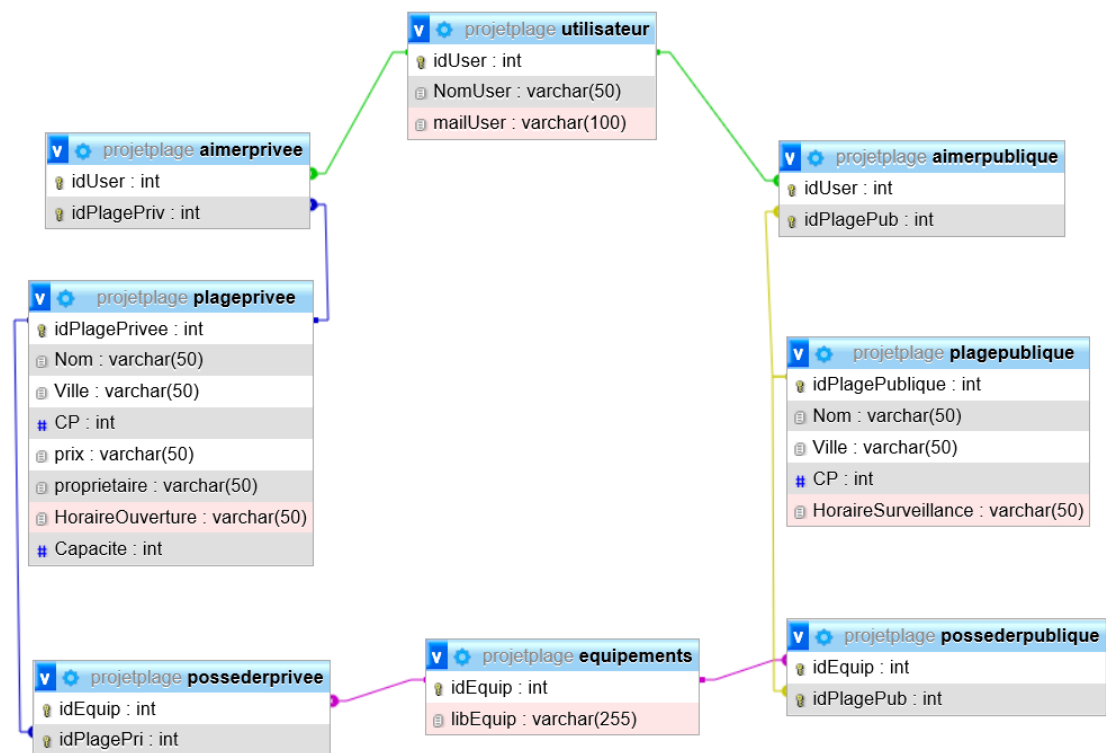 v projetplage utilisateur
idUser : int
NomUser : varchar(50)
mailUser : varchar(100)
v projetplage aimerprivee
idUser : int
idPlagePriv : int
v projetplage aimerpublique
idUser : int
idPlagePub : int
v projetplage plageprivee
idPlagePrivee : int
Nom : varchar(50)
Ville : varchar(50)
# CP : int
prix : varchar(50)
proprietaire : varchar(50)
HoraireOuverture : varchar(50)
# Capacite : int
v projetplage plagepublique
idPlagePublique : int
Nom : varchar(50)
Ville : varchar(50)
# CP : int
HoraireSurveillance : varchar(50)
v projetplage possederprivee
idEquip : int
idPlagePri : int
v projetplage equipements
idEquip : int
libEquip : varchar(255)
v projetplage possederpublique
idEquip : int
idPlagePub : int